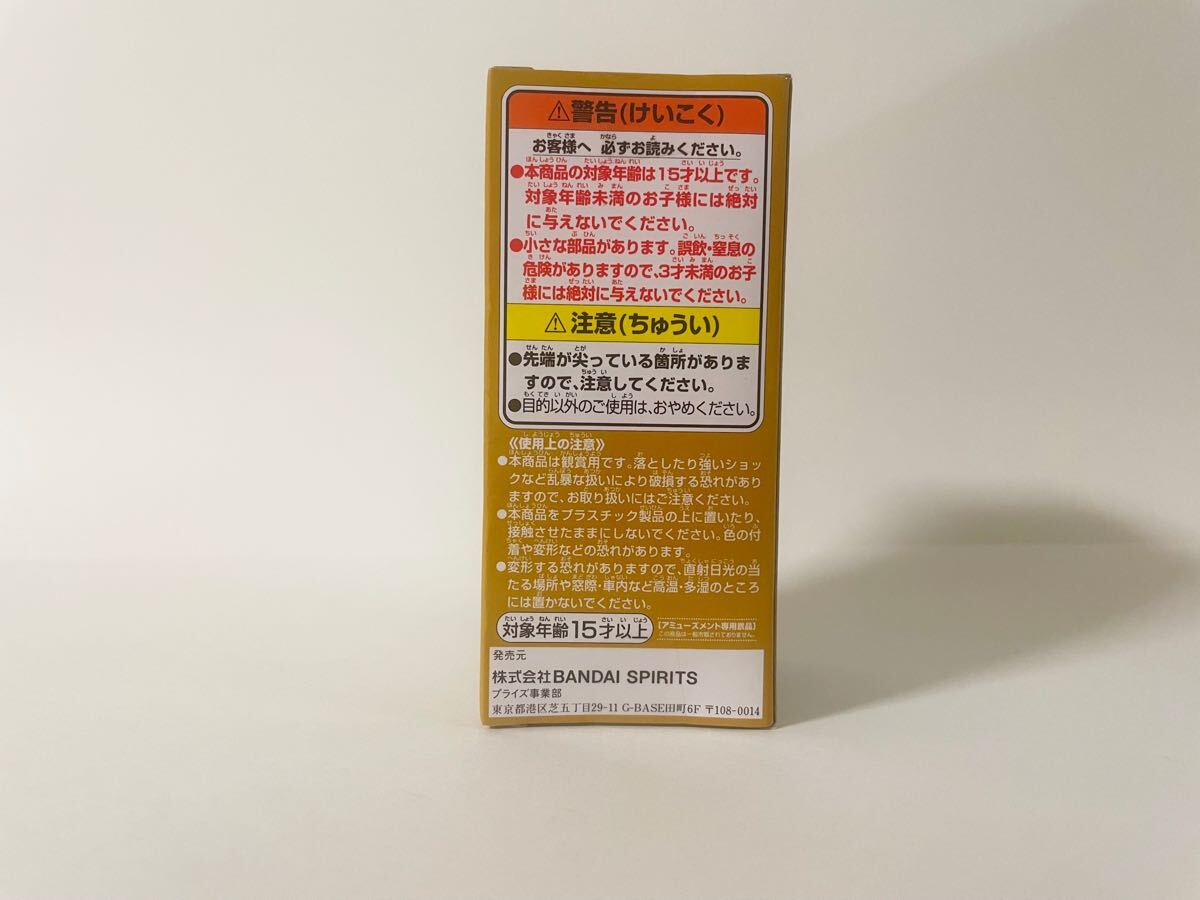 ⚠警告(けいこく)
お客様へ 必ずお読みください。
●本商品の対象年齢は15才以上です。
対象年齢未満のお子様には絶対
に与えないでください。
●小さな部品があります。誤飲・窒息の
危険がありますので、3才未満のお子
様には絶対に与えないでください。
⚠注意(ちゅうい)
●先端が尖っている箇所がありま
すので、注意してください。
●目的以外のご使用は、おやめください。
《使用上の注意》
●本商品は観賞用です。落としたり強いショッ
クなど乱暴な扱いにより破損する恐れがあり
ますので、お取り扱いにはご注意ください。
●本商品をプラスチック製品の上に置いたり、
接触させたままにしないでください。色の付
着や変形などの恐れがあります。
●変形する恐れがありますので、直射日光の当
たる場所や窓際・車内など高温・多湿のところ
には置かないでください。
対象年齢15才以上
【アミューズメント専用景品】
この商品は一般市販されておりません。
発売元
株式会社BANDAI SPIRITS
プライズ事業部
東京都港区芝五丁目29-11 G-BASE田町6F 〒108-0014